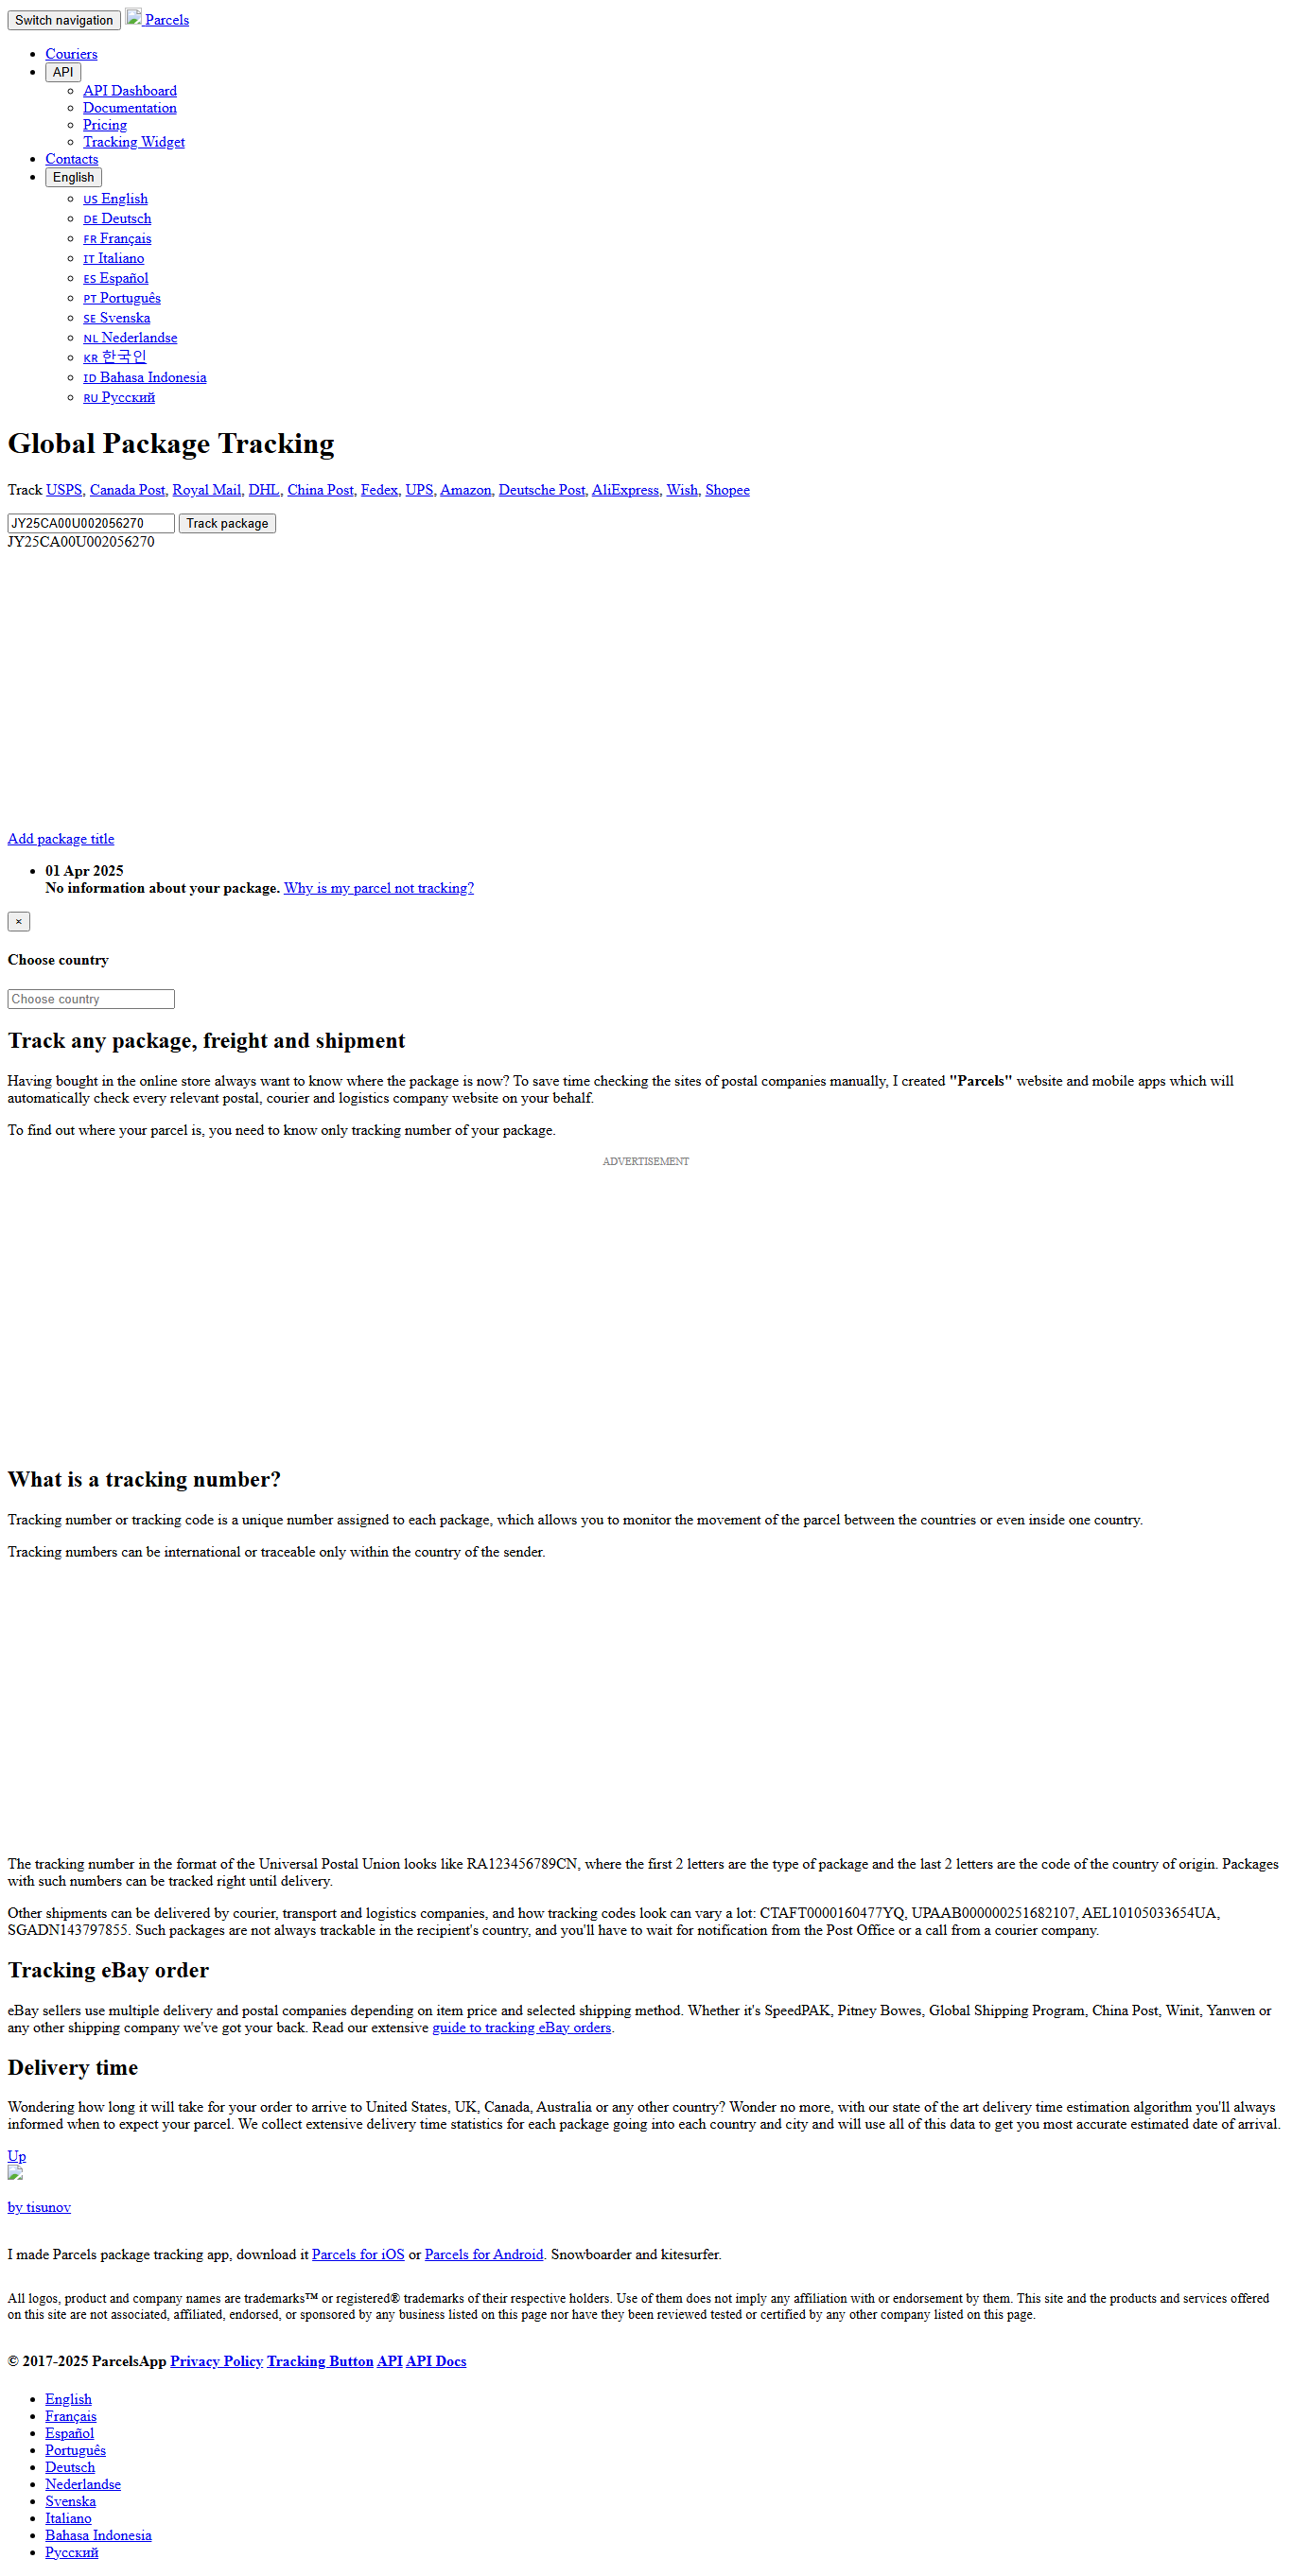 Switch navigation Parcels
Couriers
API
API Dashboard
Documentation
Pricing
Tracking Widget
Contacts
English
🇺🇸 English
🇩🇪 Deutsch
🇫🇷 Français
🇮🇹 Italiano
🇪🇸 Español
🇵🇹 Português
🇸🇪 Svenska
🇳🇱 Nederlandse
🇰🇷 한국인
🇮🇩 Bahasa Indonesia
🇷🇺 Русский
Global Package Tracking
Track USPS, Canada Post, Royal Mail, DHL, China Post, Fedex, UPS, Amazon, Deutsche Post, AliExpress, Wish, Shopee
JY25CA00U002056270 Track package
JY25CA00U002056270
Add package title
01 Apr 2025
No information about your package. Why is my parcel not tracking?
×
Choose country
Choose country
Track any package, freight and shipment
Having bought in the online store always want to know where the package is now? To save time checking the sites of postal companies manually, I created "Parcels" website and mobile apps which will
automatically check every relevant postal, courier and logistics company website on your behalf.
To find out where your parcel is, you need to know only tracking number of your package.
ADVERTISEMENT
What is a tracking number?
Tracking number or tracking code is a unique number assigned to each package, which allows you to monitor the movement of the parcel between the countries or even inside one country.
Tracking numbers can be international or traceable only within the country of the sender.
The tracking number in the format of the Universal Postal Union looks like RA123456789CN, where the first 2 letters are the type of package and the last 2 letters are the code of the country of origin. Packages
with such numbers can be tracked right until delivery.
Other shipments can be delivered by courier, transport and logistics companies, and how tracking codes look can vary a lot: CTAFT0000160477YQ, UPAAB000000251682107, AEL10105033654UA,
SGADN143797855. Such packages are not always trackable in the recipient's country, and you'll have to wait for notification from the Post Office or a call from a courier company.
Tracking eBay order
eBay sellers use multiple delivery and postal companies depending on item price and selected shipping method. Whether it's SpeedPAK, Pitney Bowes, Global Shipping Program, China Post, Winit, Yanwen or
any other shipping company we've got your back. Read our extensive guide to tracking eBay orders.
Delivery time
Wondering how long it will take for your order to arrive to United States, UK, Canada, Australia or any other country? Wonder no more, with our state of the art delivery time estimation algorithm you'll always
informed when to expect your parcel. We collect extensive delivery time statistics for each package going into each country and city and will use all of this data to get you most accurate estimated date of arrival.
Up
by tisunov
I made Parcels package tracking app, download it Parcels for iOS or Parcels for Android. Snowboarder and kitesurfer.
All logos, product and company names are trademarks™ or registered® trademarks of their respective holders. Use of them does not imply any affiliation with or endorsement by them. This site and the products and services offered
on this site are not associated, affiliated, endorsed, or sponsored by any business listed on this page nor have they been reviewed tested or certified by any other company listed on this page.
© 2017-2025 ParcelsApp Privacy Policy Tracking Button API API Docs
English
Français
Español
Português
Deutsch
Nederlandse
Svenska
Italiano
Bahasa Indonesia
Русский